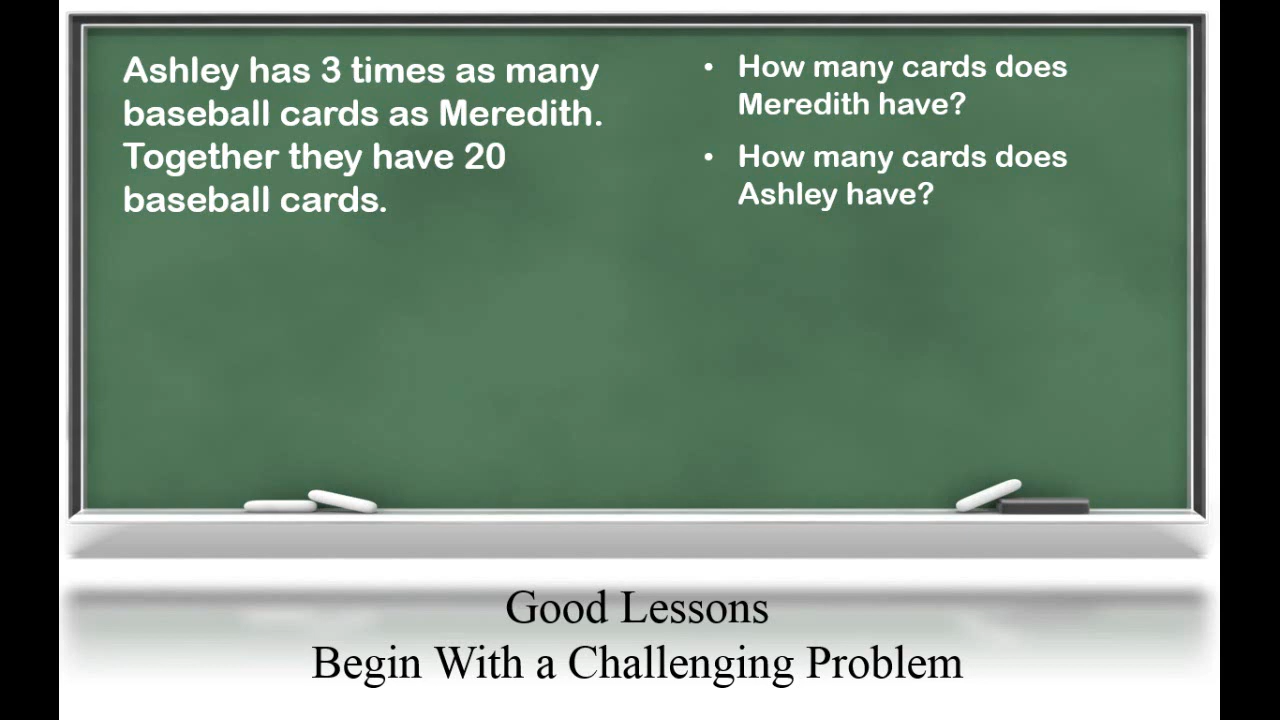 Ashley has 3 times as many
baseball cards as Meredith.
Together they have 20
baseball cards.
• How many cards does
Meredith have?
• How many cards does
Ashley have?
Good Lessons
Begin With a Challenging Problem